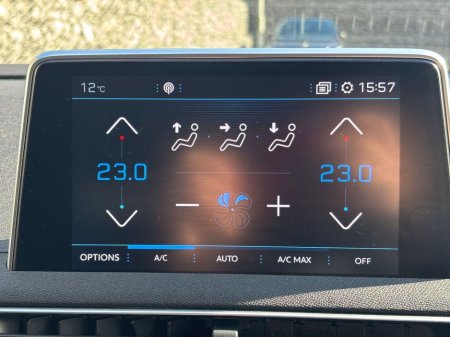 12°C 15:57
23.0 23.0
OPTIONS A/C AUTO A/C MAX OFF